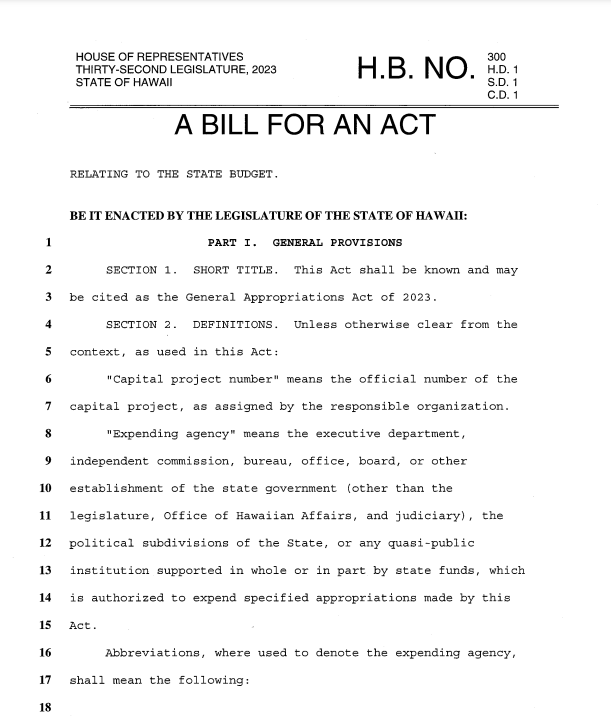 HOUSE OF REPRESENTATIVES
THIRTY-SECOND LEGISLATURE, 2023
STATE OF HAWAII
H.B. NO.
300
H.D. 1
S.D. 1
C.D. 1
A BILL FOR AN ACT
RELATING TO THE STATE BUDGET.
BE IT ENACTED BY THE LEGISLATURE OF THE STATE OF HAWAII:
1 PART I. GENERAL PROVISIONS
2 SECTION 1. SHORT TITLE. This Act shall be known and may
3 be cited as the General Appropriations Act of 2023.
4 SECTION 2. DEFINITIONS. Unless otherwise clear from the
5 context, as used in this Act:
6 "Capital project number" means the official number of the
7 capital project, as assigned by the responsible organization.
8 "Expending agency" means the executive department,
9 independent commission, bureau, office, board, or other
10 establishment of the state government (other than the
11 legislature, Office of Hawaiian Affairs, and judiciary), the
12 political subdivisions of the State, or any quasi-public
13 institution supported in whole or in part by state funds, which
14 is authorized to expend specified appropriations made by this
15 Act.
16 Abbreviations, where used to denote the expending agency,
17 shall mean the following:
18